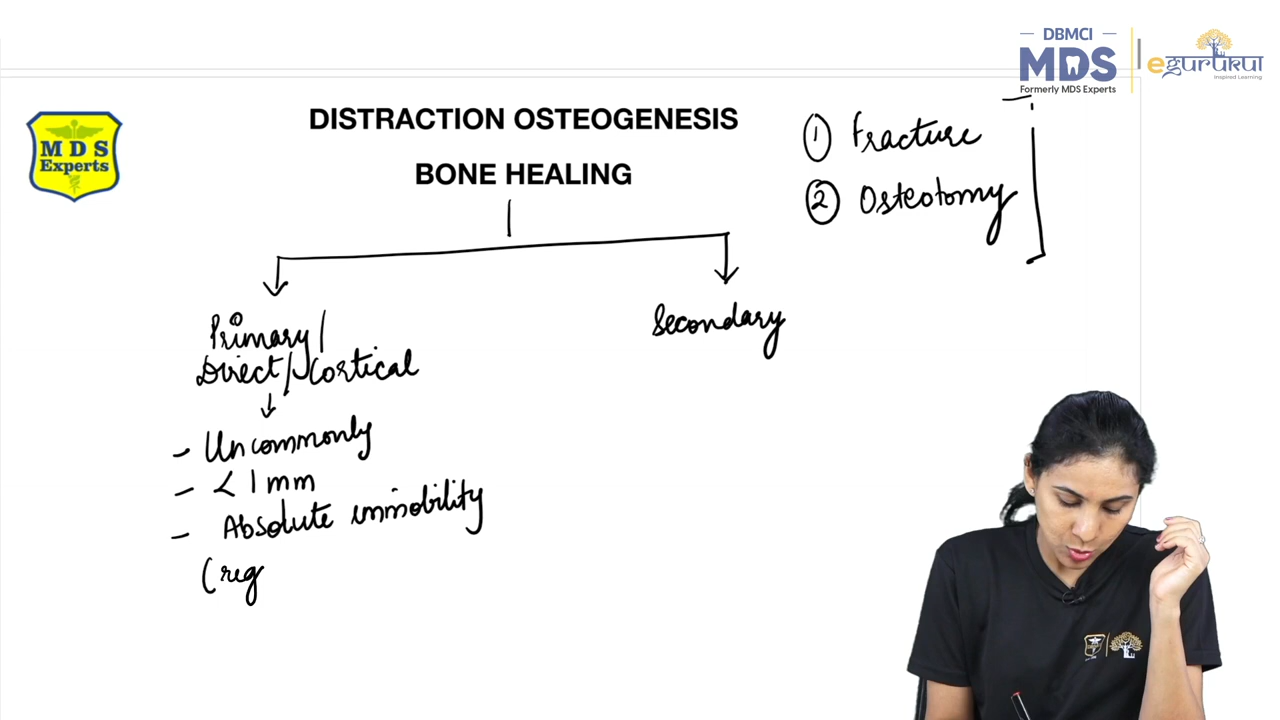 DBMCI
MDS
Formerly MDS Experts
egurukul
Inspired Learning
MDS
Experts
DISTRACTION OSTEOGENESIS
BONE HEALING
① Fracture
② Osteotomy
Primary/
Direct/Cortical
Secondary
- Uncommonly
- < 1 mm
- Absolute immobility
(reg